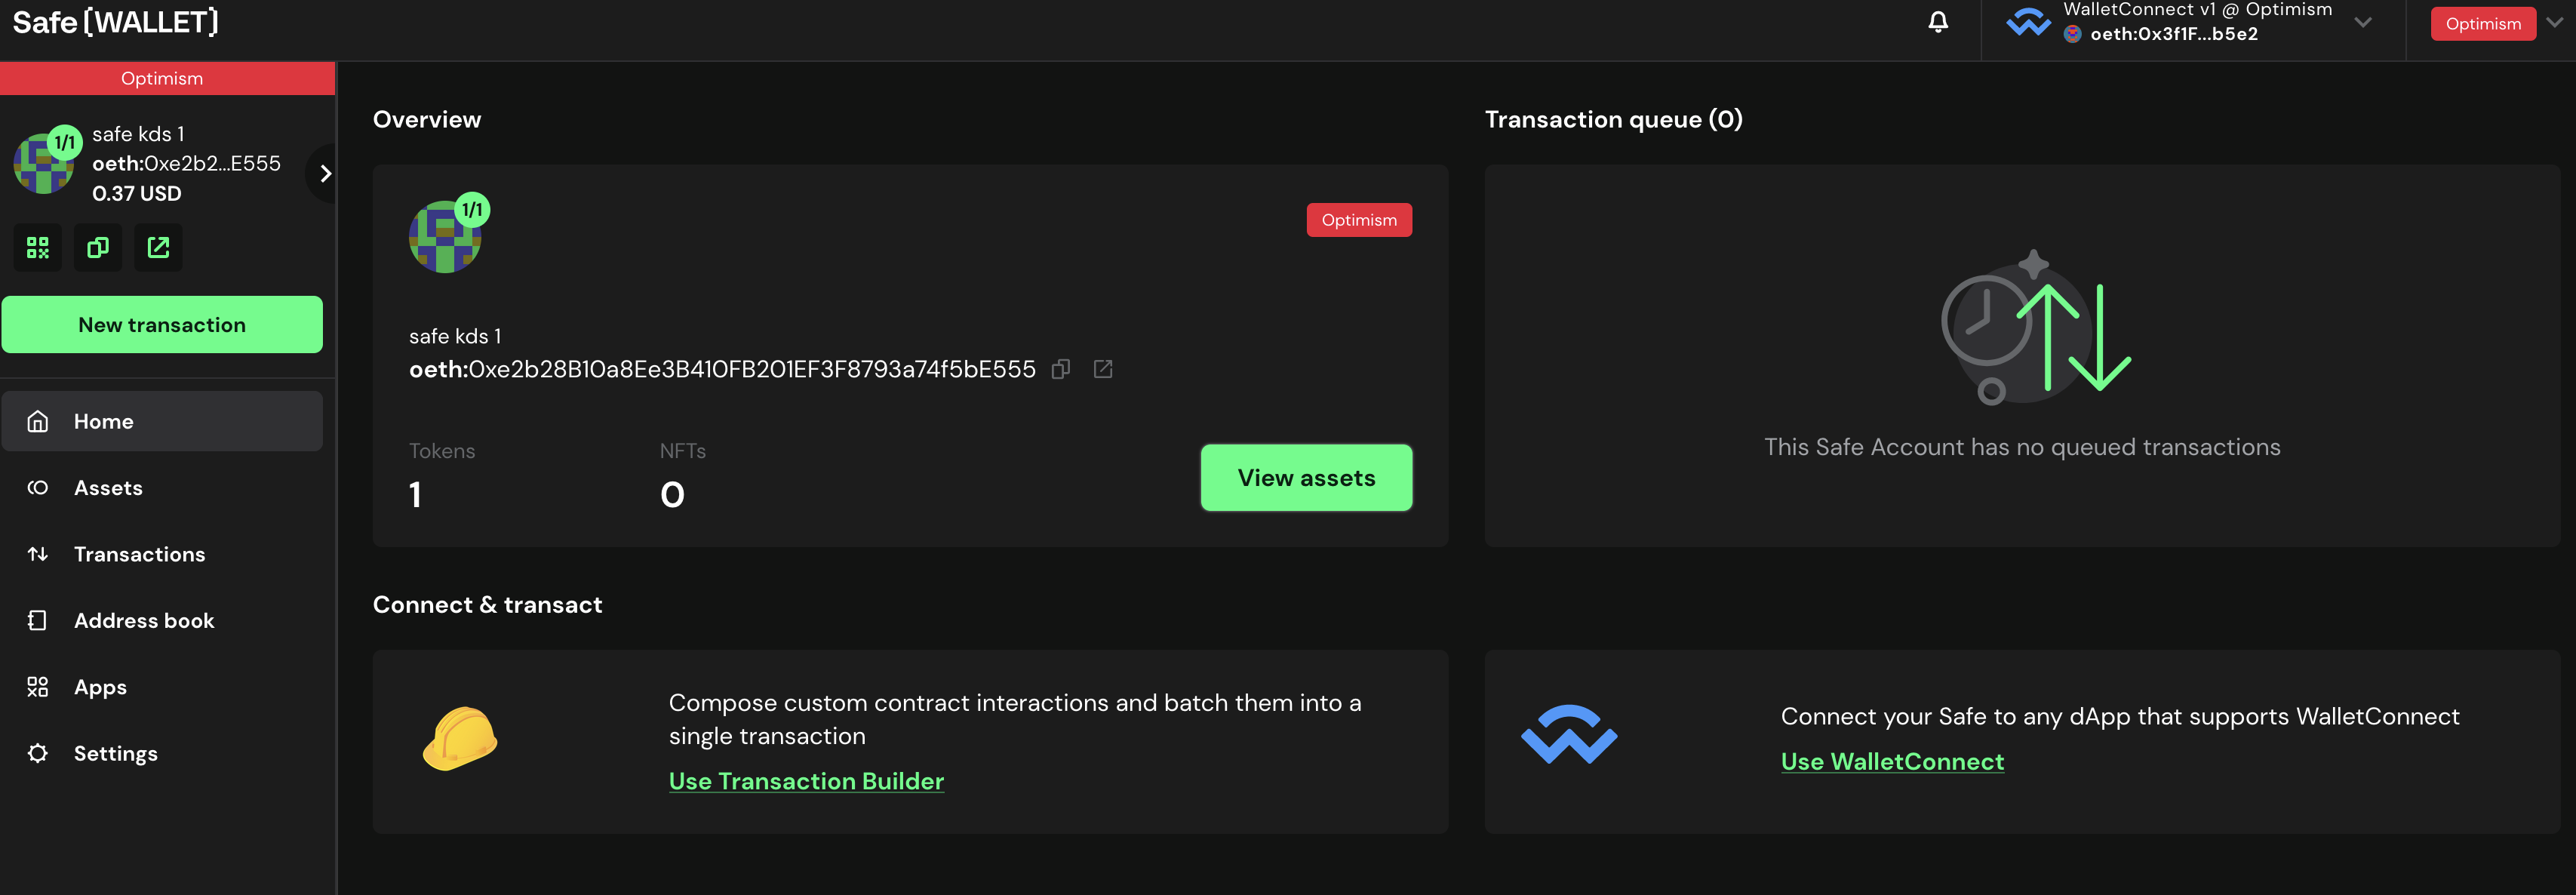 Safe{WALLET}
WalletConnect v1 @ Optimism
oeth:0x3f1F...b5e2
Optimism
Optimism
1/1
safe kds 1
oeth:0xe2b2...E555
0.37 USD
New transaction
Home
Assets
Transactions
Address book
Apps
Settings
Overview
1/1
Optimism
safe kds 1
oeth:0xe2b28B10a8Ee3B410FB201EF3F8793a74f5bE555
Tokens
1
NFTs
0
View assets
Transaction queue (0)
This Safe Account has no queued transactions
Connect & transact
Compose custom contract interactions and batch them into a
single transaction
Use Transaction Builder
Connect your Safe to any dApp that supports WalletConnect
Use WalletConnect